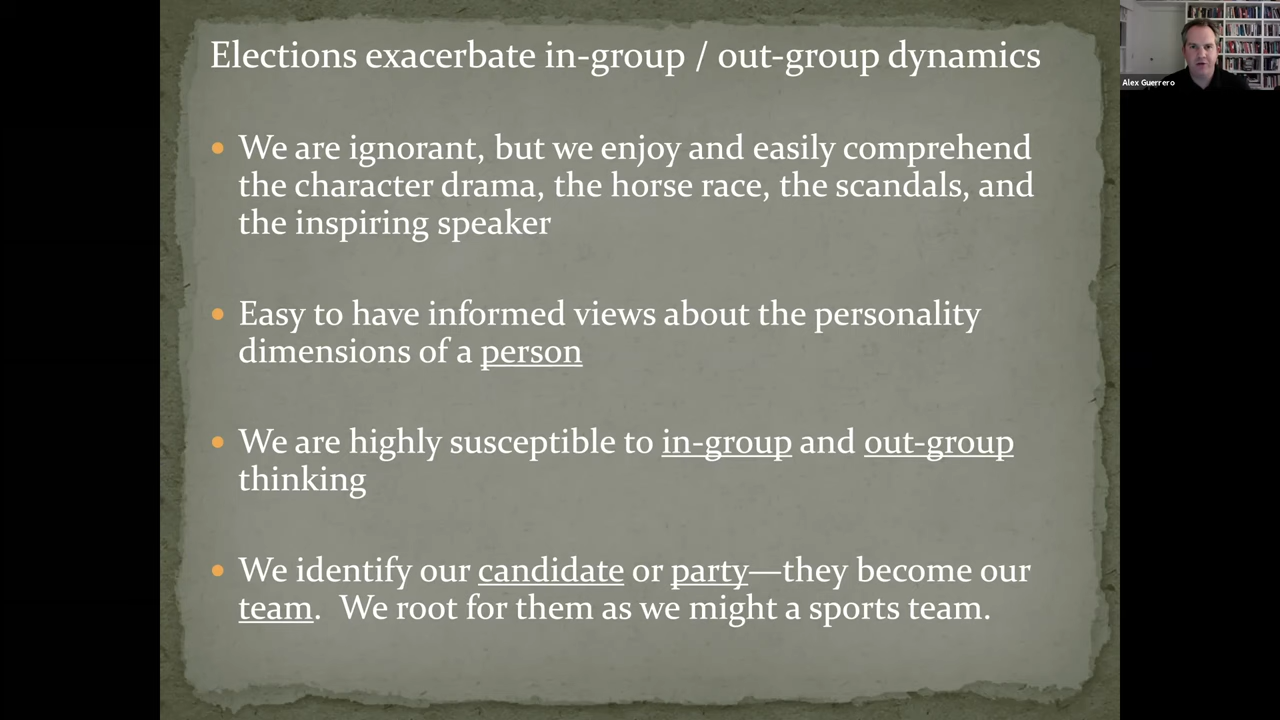 Elections exacerbate in-group / out-group dynamics
• We are ignorant, but we enjoy and easily comprehend
the character drama, the horse race, the scandals, and
the inspiring speaker
• Easy to have informed views about the personality
dimensions of a person
• We are highly susceptible to in-group and out-group
thinking
• We identify our candidate or party—they become our
team. We root for them as we might a sports team.
Alex Guerrero